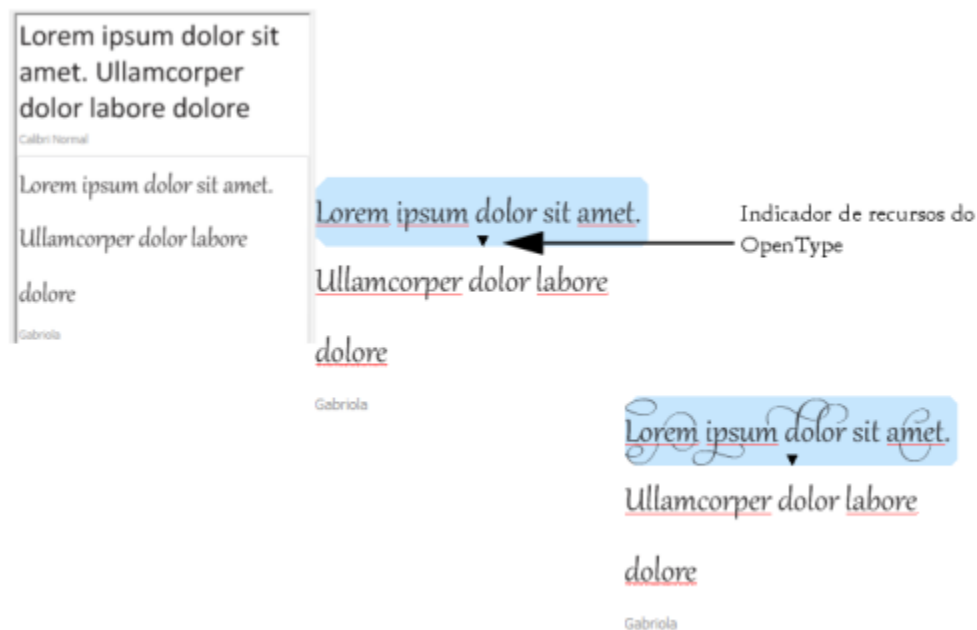 Lorem ipsum dolor sit
amet. Ullamcorper
dolor labore dolore
Calibri Normal
Lorem ipsum dolor sit amet.
Ullamcorper dolor labore
dolore
Gabriola
Lorem ipsum dolor sit amet.
Ullamcorper dolor labore
dolore
Gabriola
Indicador de recursos do
OpenType
Lorem ipsum dolor sit amet.
Ullamcorper dolor labore
dolore
Gabriola